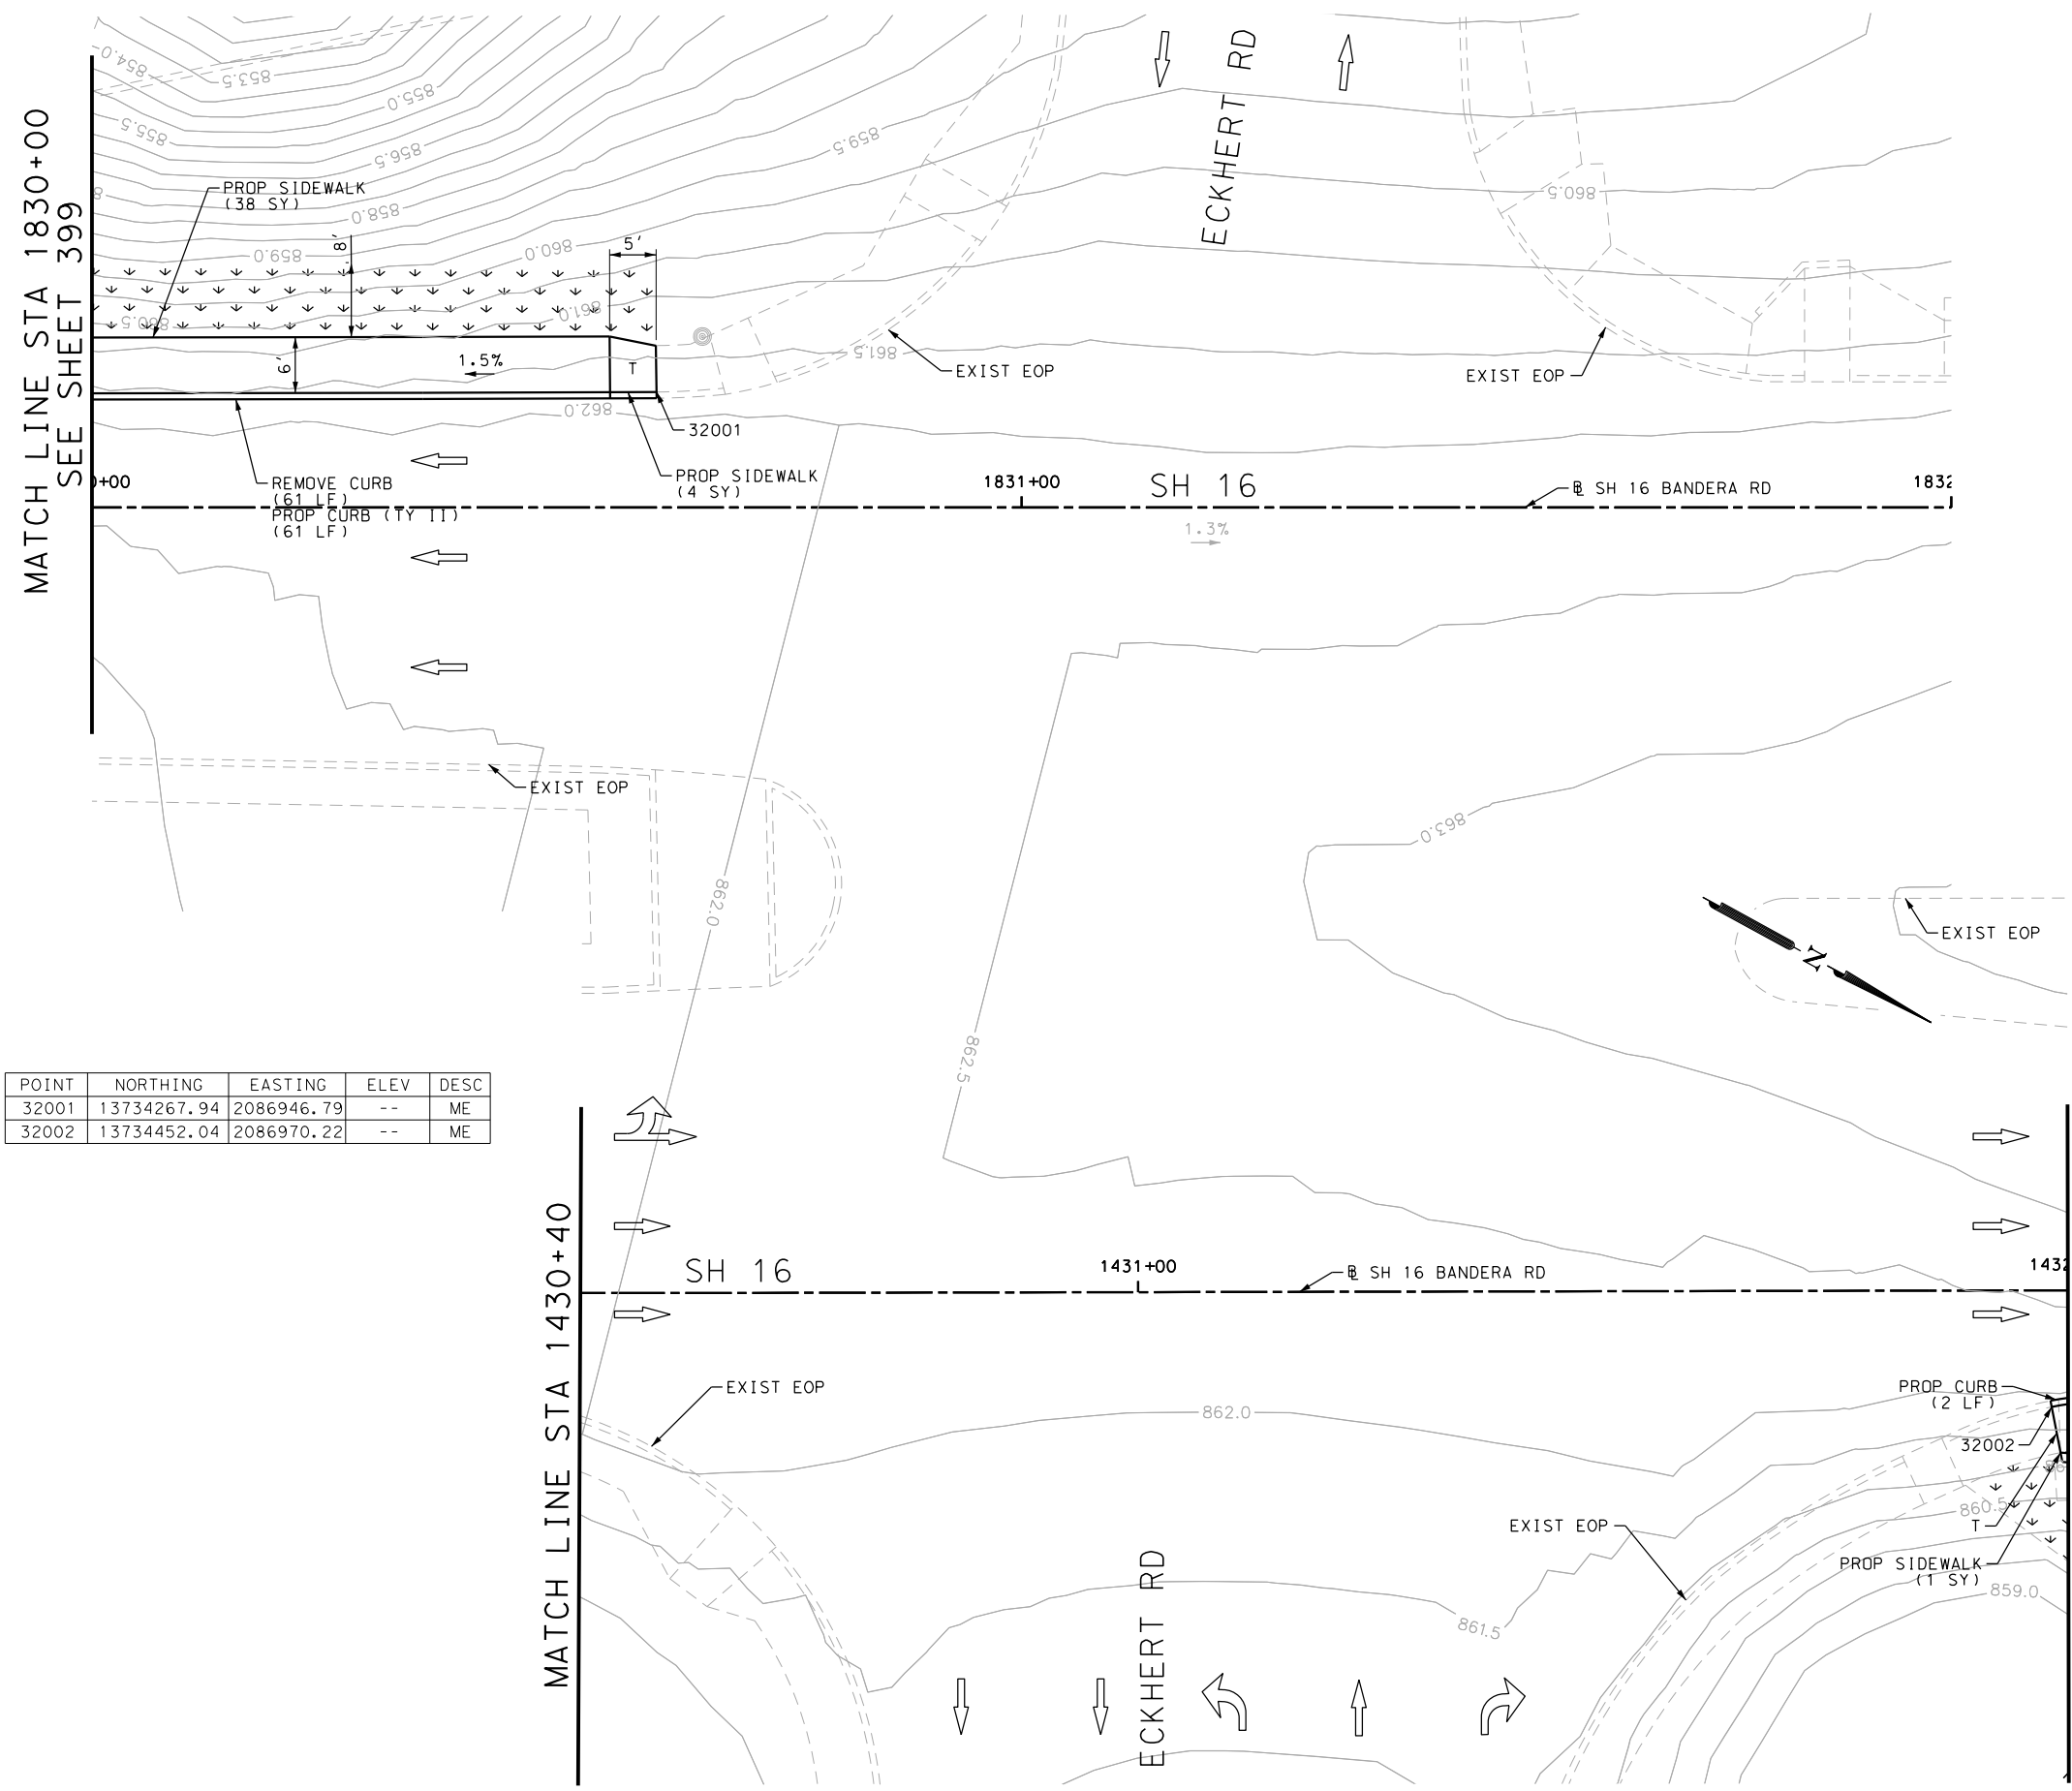 MATCH LINE STA 1830+00
SEE SHEET 399
854.0
853.5
855.0
855.5
856.5
859.5
858.0
859.0
860.0
860.5
861.0
860.5
861.5
862.0
ECKHERT RD
PROP SIDEWALK
(38 SY)
8'
5'
6'
1.5%
T
EXIST EOP
EXIST EOP
32001
REMOVE CURB
(61 LF)
PROP CURB (TY II)
(61 LF)
PROP SIDEWALK
(4 SY)
+00
1831+00
SH 16
B SH 16 BANDERA RD
1832
1.3%
EXIST EOP
862.0
863.0
862.5
N
EXIST EOP
POINT NORTHING EASTING ELEV DESC
32001 13734267.94 2086946.79 -- ME
32002 13734452.04 2086970.22 -- ME
MATCH LINE STA 1430+40
SH 16
1431+00
B SH 16 BANDERA RD
1432
EXIST EOP
862.0
PROP CURB
(2 LF)
32002
860.5
EXIST EOP
T
PROP SIDEWALK
(1 SY)
859.0
861.5
ECKHERT RD